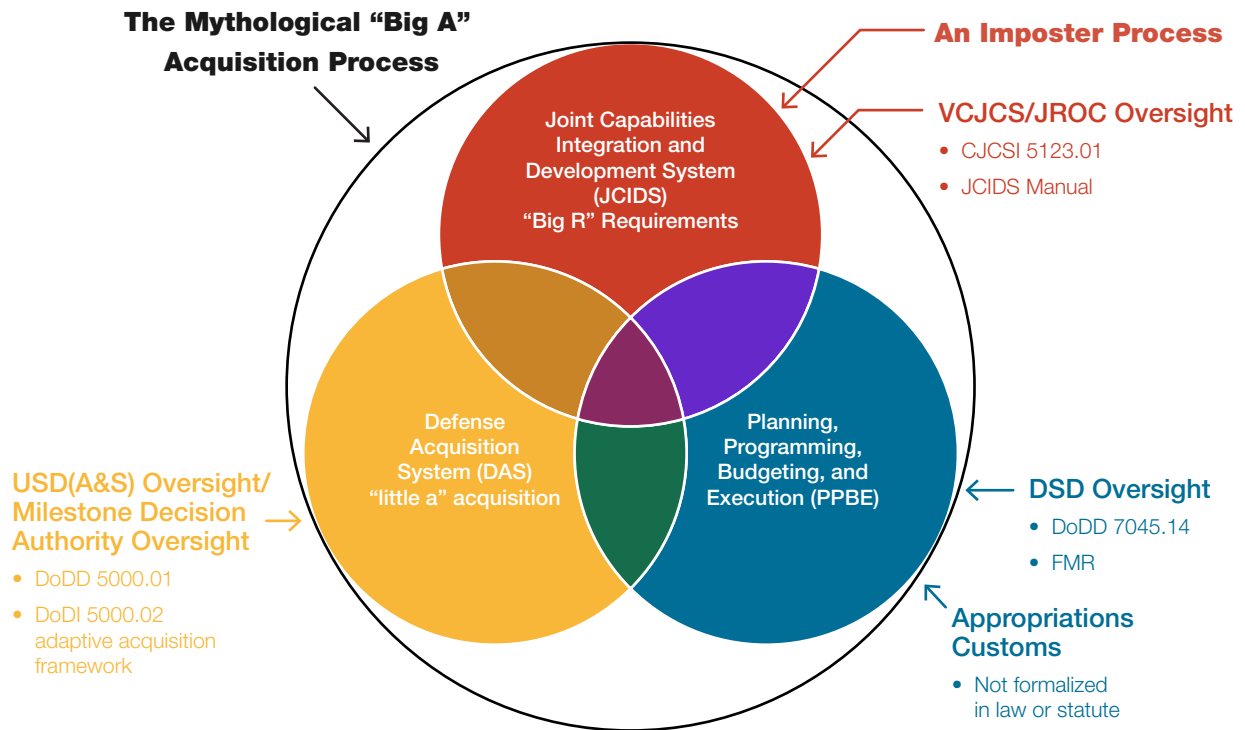 The Mythological “Big A”
Acquisition Process
An Imposter Process
VCJCS/JROC Oversight
• CJCSI 5123.01
• JCIDS Manual
Joint Capabilities
Integration and
Development System
(JCIDS)
“Big R” Requirements
Defense
Acquisition
System (DAS)
“little a” acquisition
Planning,
Programming,
Budgeting, and
Execution (PPBE)
USD(A&S) Oversight/
Milestone Decision
Authority Oversight
• DoDD 5000.01
• DoDI 5000.02
adaptive acquisition
framework
DSD Oversight
• DoDD 7045.14
• FMR
Appropriations
Customs
• Not formalized
in law or statute